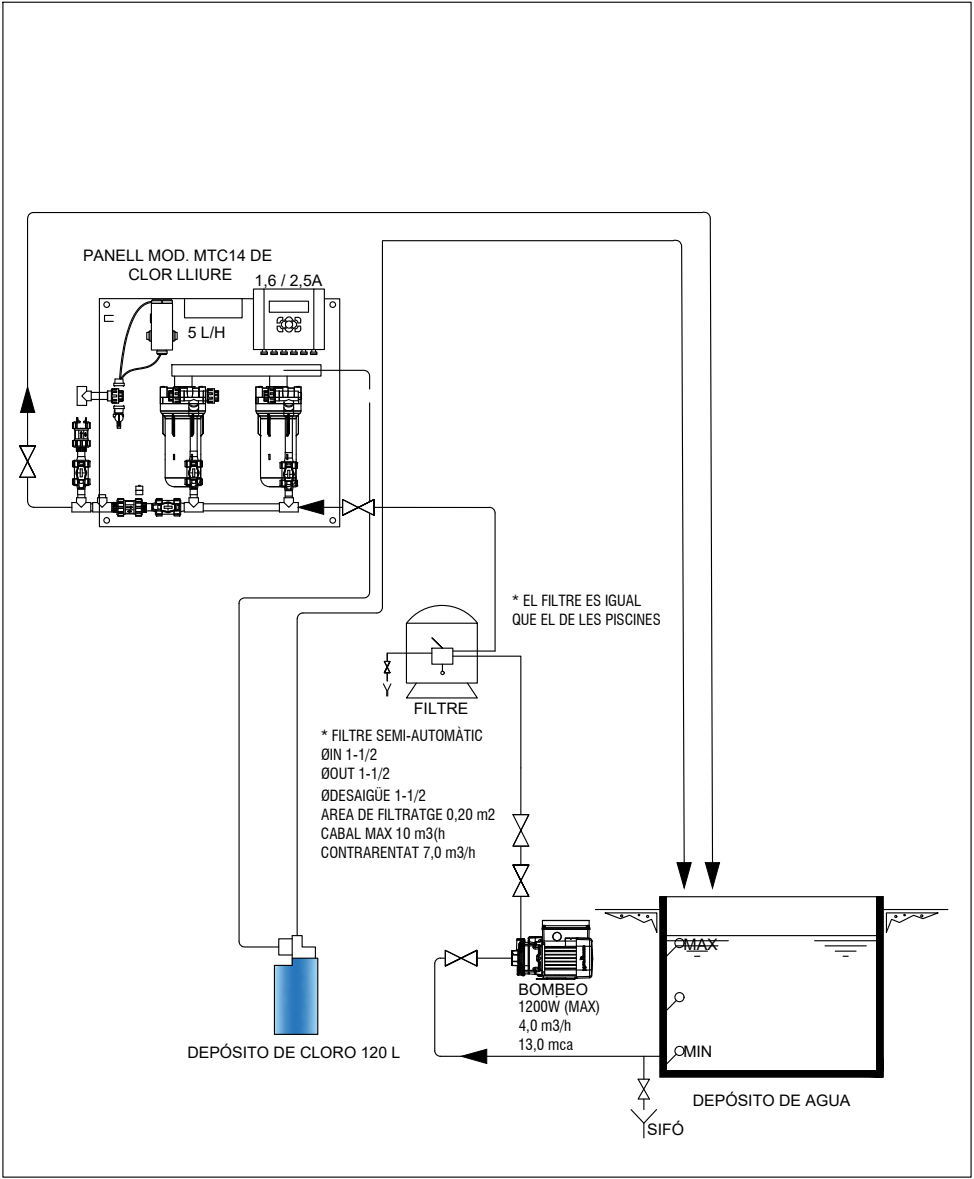 PANELL MOD. MTC14 DE
CLOR LLIURE
1,6 / 2,5A
5 L/H
* EL FILTRE ES IGUAL
QUE EL DE LES PISCINES
FILTRE
* FILTRE SEMI-AUTOMÀTIC
ØIN 1-1/2
ØOUT 1-1/2
ØDESAIGÜE 1-1/2
AREA DE FILTRATGE 0,20 m2
CABAL MAX 10 m3(h
CONTRARENTAT 7,0 m3/h
MAX
BOMBEO
1200W (MAX)
4,0 m3/h
13,0 mca
MIN
DEPÓSITO DE CLORO 120 L
DEPÓSITO DE AGUA
SIFÓ